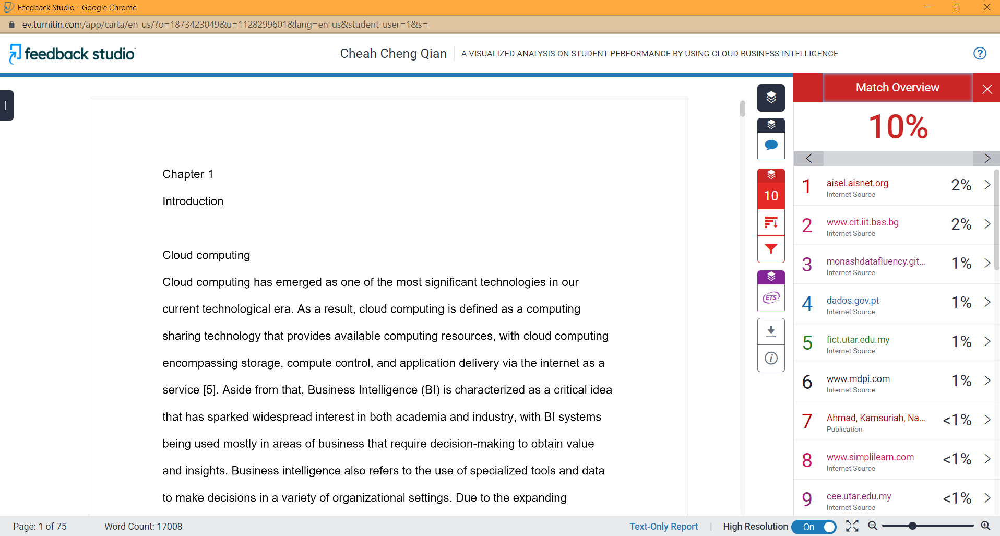 Feedback Studio - Google Chrome
ev.turnitin.com/app/carta/en_us/?o=1873423049&u=1128299601&lang=en_us&student_user=1&s=
feedback studio
Cheah Cheng Qian
A VISUALIZED ANALYSIS ON STUDENT PERFORMANCE BY USING CLOUD BUSINESS INTELLIGENCE
?
Chapter 1
Introduction
Cloud computing
Cloud computing has emerged as one of the most significant technologies in our
current technological era. As a result, cloud computing is defined as a computing
sharing technology that provides available computing resources, with cloud computing
encompassing storage, compute control, and application delivery via the internet as a
service [5]. Aside from that, Business Intelligence (BI) is characterized as a critical idea
that has sparked widespread interest in both academia and industry, with BI systems
being used mostly in areas of business that require decision-making to obtain value
and insights. Business intelligence also refers to the use of specialized tools and data
to make decisions in a variety of organizational settings. Due to the expanding
10
ETS
i
Match Overview
10%
1 aisel.aisnet.org 2%
Internet Source
2 www.cit.iit.bas.bg 2%
Internet Source
3 monashdatafluency.git... 1%
Internet Source
4 dados.gov.pt 1%
Internet Source
5 fict.utar.edu.my 1%
Internet Source
6 www.mdpi.com 1%
Internet Source
7 Ahmad, Kamsuriah, Na... <1%
Publication
8 www.simplilearn.com <1%
Internet Source
9 cee.utar.edu.my <1%
Internet Source
Page: 1 of 75
Word Count: 17008
Text-Only Report
High Resolution
On